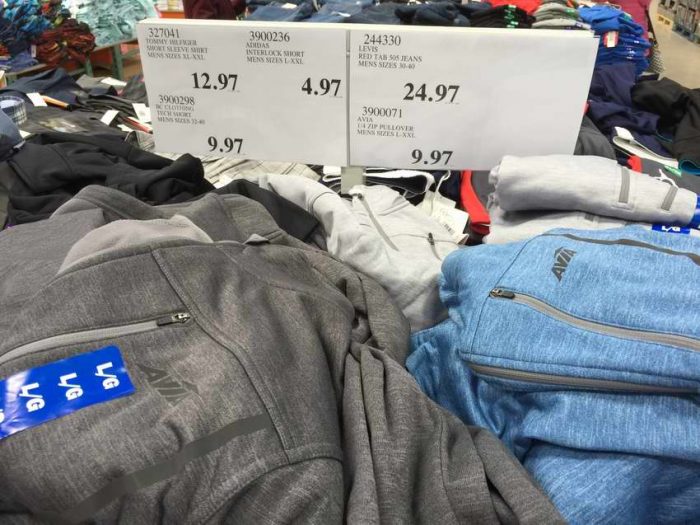 327041
TOMMY HILFIGER
SHORT SLEEVE SHIRT
MENS SIZES XL-XXL
12.97
3900236
ADIDAS
INTERLOCK SHORT
MENS SIZES L-XXL
4.97
3900298
BC CLOTHING
TECH SHORT
MENS SIZES 32-40
9.97
244330
LEVIS
RED TAB 505 JEANS
MENS SIZES 30-40
24.97
3900071
AVIA
1/4 ZIP PULLOVER
MENS SIZES L-XXL
9.97
AVIA
L/G L/G L/G
AVIA